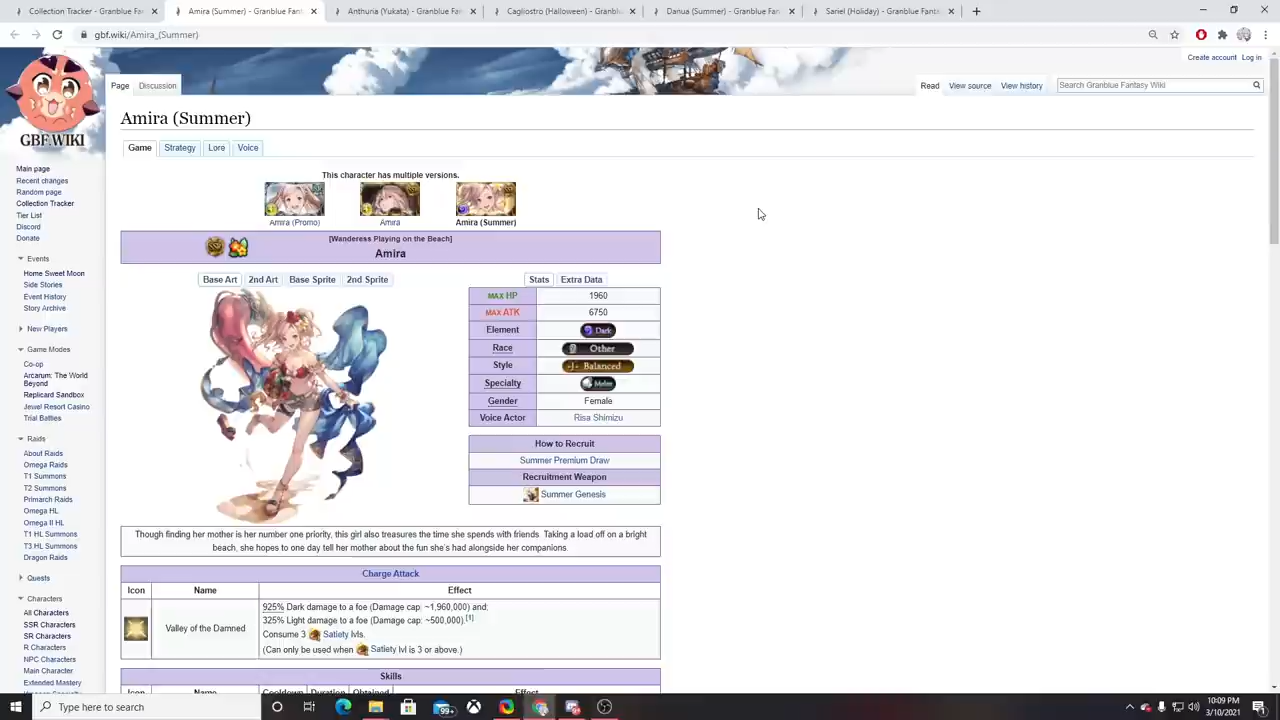 Collection Tracker - Granblue Fa
Amira (Summer) - Granblue Fanta
Amira (Yukata) - Granblue Fantas
Cagliostro (Halloween) - Granblu
Danua (Summer) - Granblue Fanta
Sariel (Holiday) - Granblue Fanta
gbf.wiki/Amira_(Summer)
Create account Log in
Page Discussion Read View source View history Search Granblue Fantasy Wiki
GBF.WIKI
Amira (Summer)
Game Strategy Lore Voice
Main page
Recent changes
Random page
Collection Tracker
Tier List
Discord
Donate
Events
Home Sweet Moon
Side Stories
Event History
Story Archive
New Players
Game Modes
Co-op
Arcarum: The World
Beyond
Replicard Sandbox
Jewel Resort Casino
Trial Battles
Raids
About Raids
Omega Raids
T1 Summons
T2 Summons
Primarch Raids
Omega HL
Omega II HL
T1 HL Summons
T3 HL Summons
Dragon Raids
Quests
Characters
All Characters
SSR Characters
SR Characters
R Characters
NPC Characters
Main Character
Extended Mastery
This character has multiple versions.
Amira (Promo) Amira Amira (Summer)
[Wanderess Playing on the Beach]
Amira
Base Art 2nd Art Base Sprite 2nd Sprite
Stats Extra Data
MAX HP 1960
MAX ATK 6750
Element Dark
Race Other
Style Balanced
Specialty Melee
Gender Female
Voice Actor Risa Shimizu
How to Recruit
Summer Premium Draw
Recruitment Weapon
Summer Genesis
Though finding her mother is her number one priority, this girl also treasures the time she spends with friends. Taking a load off on a bright
beach, she hopes to one day tell her mother about the fun she's had alongside her companions.
Charge Attack
Icon Name Effect
Valley of the Damned
925% Dark damage to a foe (Damage cap: ~1,960,000) and:
325% Light damage to a foe (Damage cap: ~500,000).[1]
Consume 3 Satiety lvls.
(Can only be used when Satiety lvl is 3 or above.)
Skills
Icon Name Cooldown Duration Obtained Effect
Type here to search
99+
10:09 PM
3/10/2021